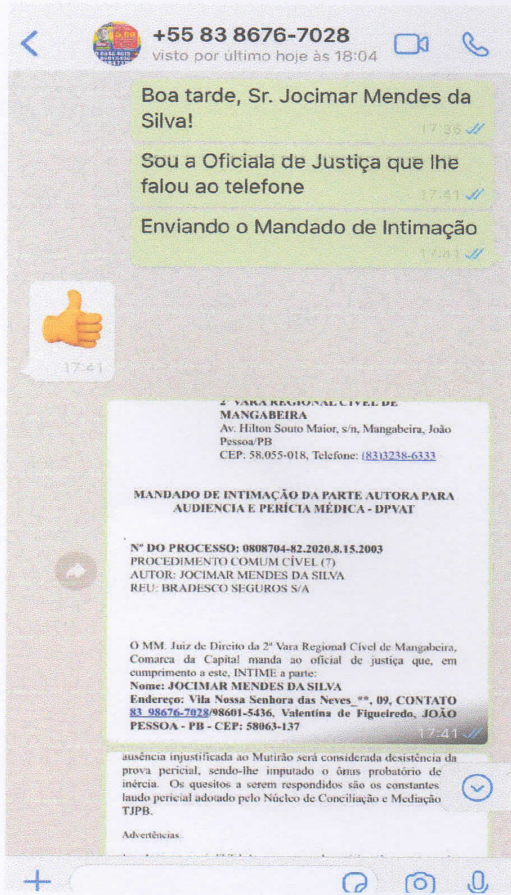 +55 83 8676-7028
visto por último hoje às 18:04
Boa tarde, Sr. Jocimar Mendes da
Silva!
17:36
Sou a Oficiala de Justiça que lhe
falou ao telefone
17:41
Enviando o Mandado de Intimação
17:41
17:41
2ª VARA REGIONAL CÍVEL DE
MANGABEIRA
Av. Hilton Souto Maior, s/n, Mangabeira, João
Pessoa/PB
CEP: 58.055-018, Telefone: (83)3238-6333
MANDADO DE INTIMAÇÃO DA PARTE AUTORA PARA
AUDIENCIA E PERÍCIA MÉDICA - DPVAT
Nº DO PROCESSO: 0808704-82.2020.8.15.2003
PROCEDIMENTO COMUM CÍVEL (7)
AUTOR: JOCIMAR MENDES DA SILVA
REU: BRADESCO SEGUROS S/A
O MM. Juiz de Direito da 2ª Vara Regional Cível de Mangabeira,
Comarca da Capital manda ao oficial de justiça que, em
cumprimento a este, INTIME a parte:
Nome: JOCIMAR MENDES DA SILVA
Endereço: Vila Nossa Senhora das Neves_**, 09, CONTATO
83 98676-7028/98601-5436, Valentina de Figueiredo, JOÃO
PESSOA - PB - CEP: 58063-137
17:41
ausência injustificada ao Mutirão será considerada desistência da
prova pericial, sendo-lhe imputado o ônus probatório de
inércia. Os quesitos a serem respondidos são os constantes
laudo pericial adotado pelo Núcleo de Conciliação e Mediação
TJPB.
Advertências